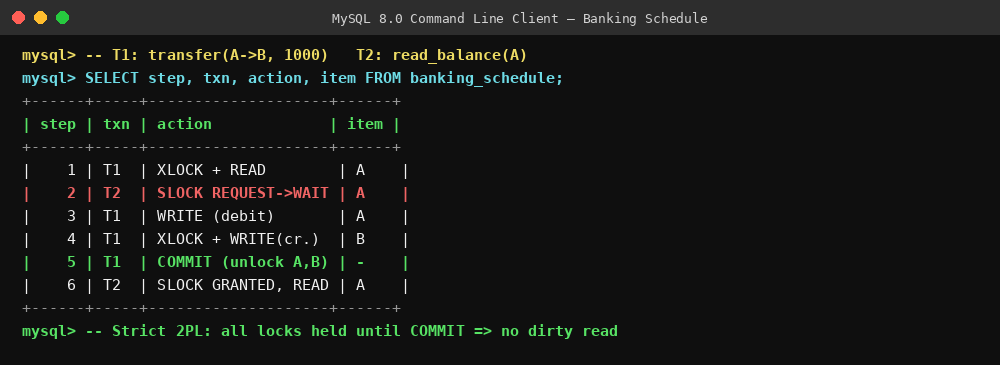 MySQL 8.0 Command Line Client — Banking Schedule
mysql> -- T1: transfer(A->B, 1000)   T2: read_balance(A)
mysql> SELECT step, txn, action, item FROM banking_schedule;
+------+-----+--------------------+------+
| step | txn | action             | item |
+------+-----+--------------------+------+
|    1 | T1  | XLOCK + READ        | A    |
|    2 | T2  | SLOCK REQUEST->WAIT | A    |
|    3 | T1  | WRITE (debit)       | A    |
|    4 | T1  | XLOCK + WRITE(cr.)  | B    |
|    5 | T1  | COMMIT (unlock A,B) | -    |
|    6 | T2  | SLOCK GRANTED, READ | A    |
+------+-----+--------------------+------+
mysql> -- Strict 2PL: all locks held until COMMIT => no dirty read